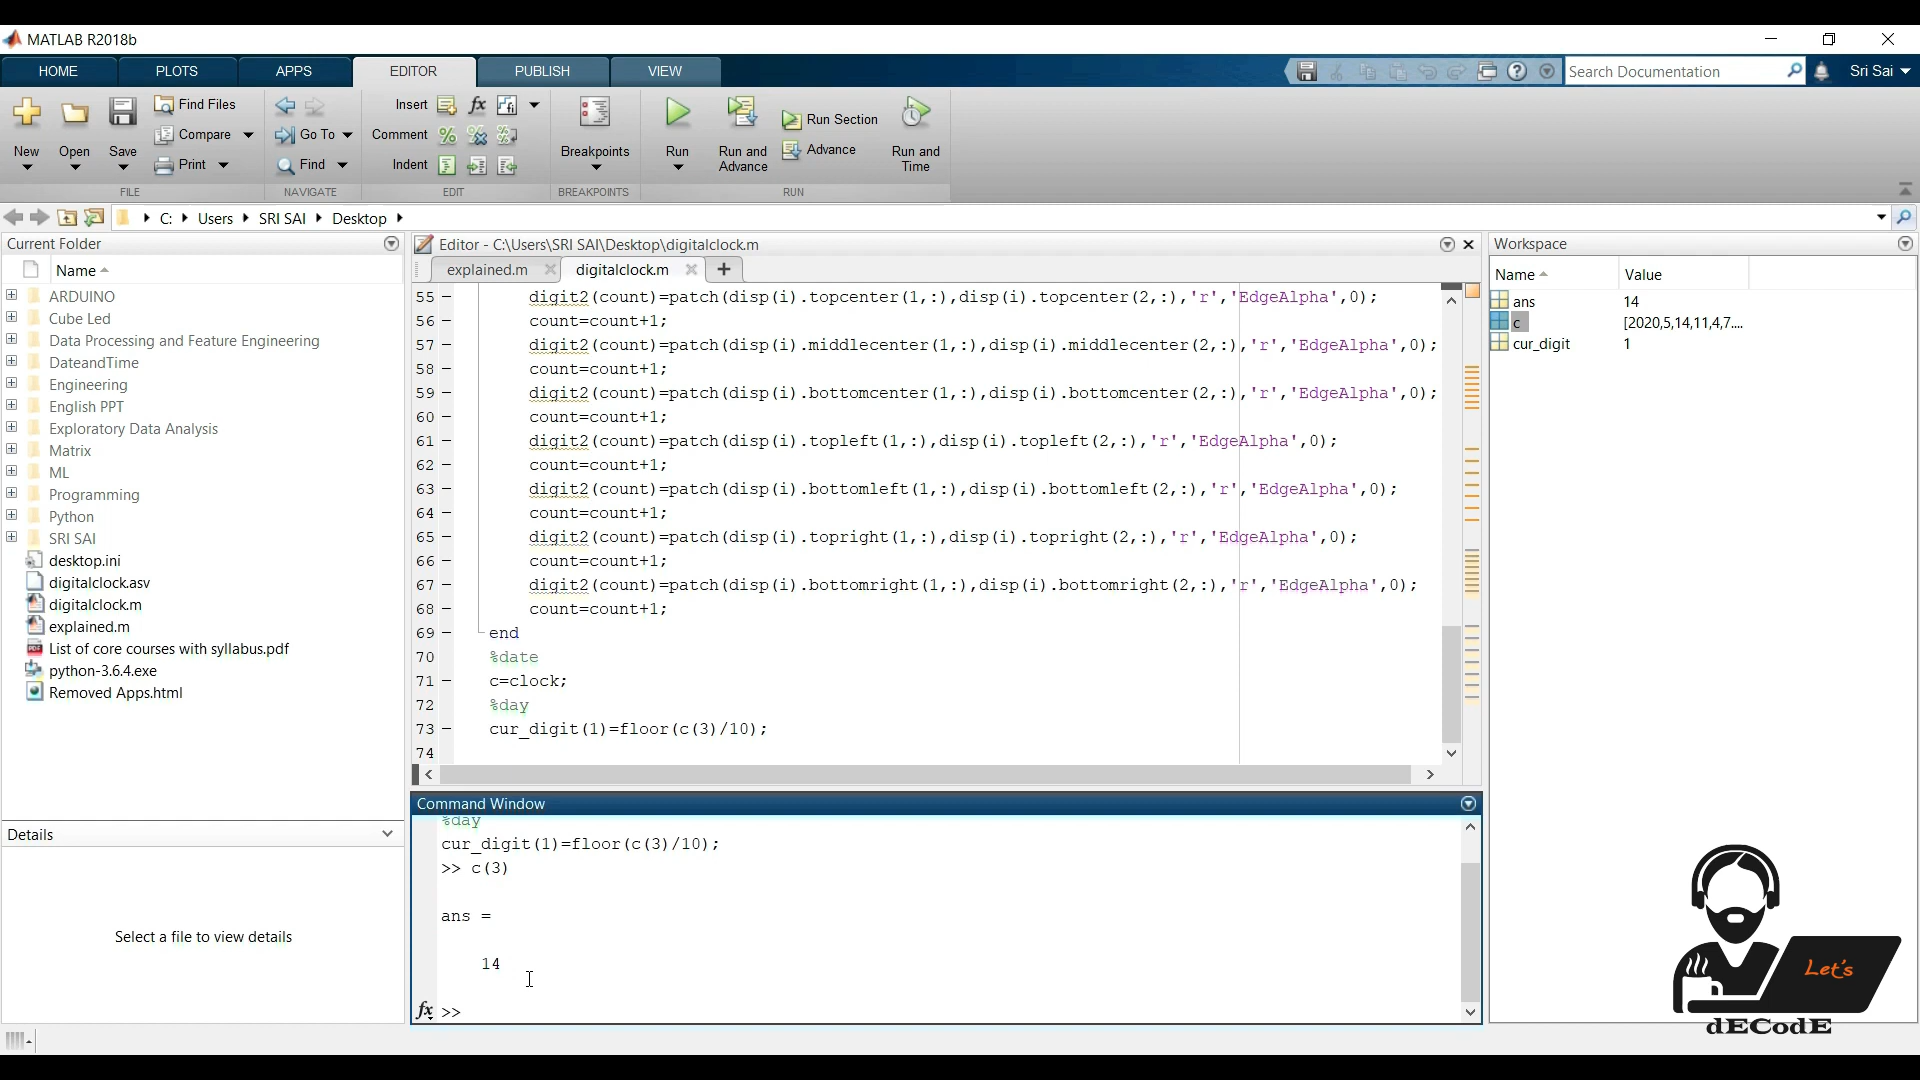 MATLAB R2018b
HOME PLOTS APPS EDITOR PUBLISH VIEW
Search Documentation
Sri Sai
New
Open
Save
Find Files
Compare
Print
FILE
Go To
Find
NAVIGATE
Insert
Comment
Indent
EDIT
Breakpoints
BREAKPOINTS
Run
Run and Advance
Run Section
Advance
Run and Time
RUN
C: Users SRI SAI Desktop
Current Folder
Name
ARDUINO
Cube Led
Data Processing and Feature Engineering
DateandTime
Engineering
English PPT
Exploratory Data Analysis
Matrix
ML
Programming
Python
SRI SAI
desktop.ini
digitalclock.asv
digitalclock.m
explained.m
List of core courses with syllabus.pdf
python-3.6.4.exe
Removed Apps.html
Details
Select a file to view details
Editor - C:\Users\SRI SAI\Desktop\digitalclock.m
explained.m digitalclock.m
55 – digit2(count)=patch(disp(i).topcenter(1,:),disp(i).topcenter(2,:),'r','EdgeAlpha',0);
56 – count=count+1;
57 – digit2(count)=patch(disp(i).middlecenter(1,:),disp(i).middlecenter(2,:),'r','EdgeAlpha',0);
58 – count=count+1;
59 – digit2(count)=patch(disp(i).bottomcenter(1,:),disp(i).bottomcenter(2,:),'r','EdgeAlpha',0);
60 – count=count+1;
61 – digit2(count)=patch(disp(i).topleft(1,:),disp(i).topleft(2,:),'r','EdgeAlpha',0);
62 – count=count+1;
63 – digit2(count)=patch(disp(i).bottomleft(1,:),disp(i).bottomleft(2,:),'r','EdgeAlpha',0);
64 – count=count+1;
65 – digit2(count)=patch(disp(i).topright(1,:),disp(i).topright(2,:),'r','EdgeAlpha',0);
66 – count=count+1;
67 – digit2(count)=patch(disp(i).bottomright(1,:),disp(i).bottomright(2,:),'r','EdgeAlpha',0);
68 – count=count+1;
69 – end
70 %date
71 – c=clock;
72 %day
73 – cur_digit(1)=floor(c(3)/10);
74
Command Window
%day
cur_digit(1)=floor(c(3)/10);
>> c(3)
ans =
14
fx >>
Workspace
Name Value
ans 14
c [2020,5,14,11,4,7....
cur_digit 1
Let's
dECodE